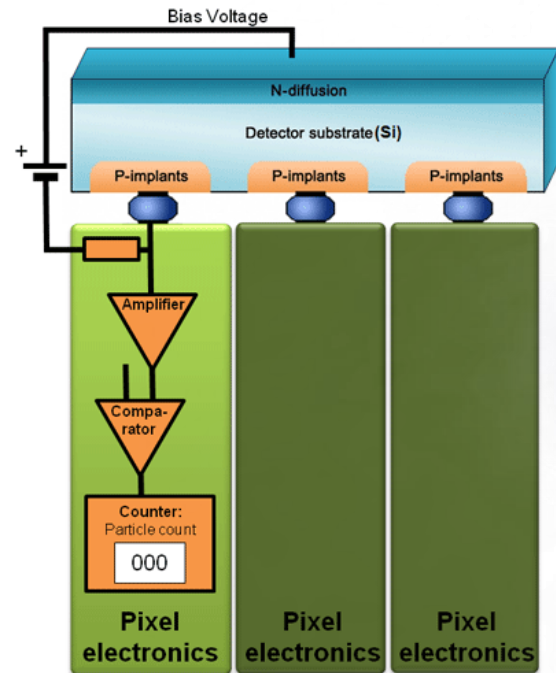 Bias Voltage
N-diffusion
Detector substrate(Si)
+
P-implants P-implants P-implants
Amplifier
Compa-
rator
Counter:
Particle count
000
Pixel Pixel Pixel
electronics electronics electronics